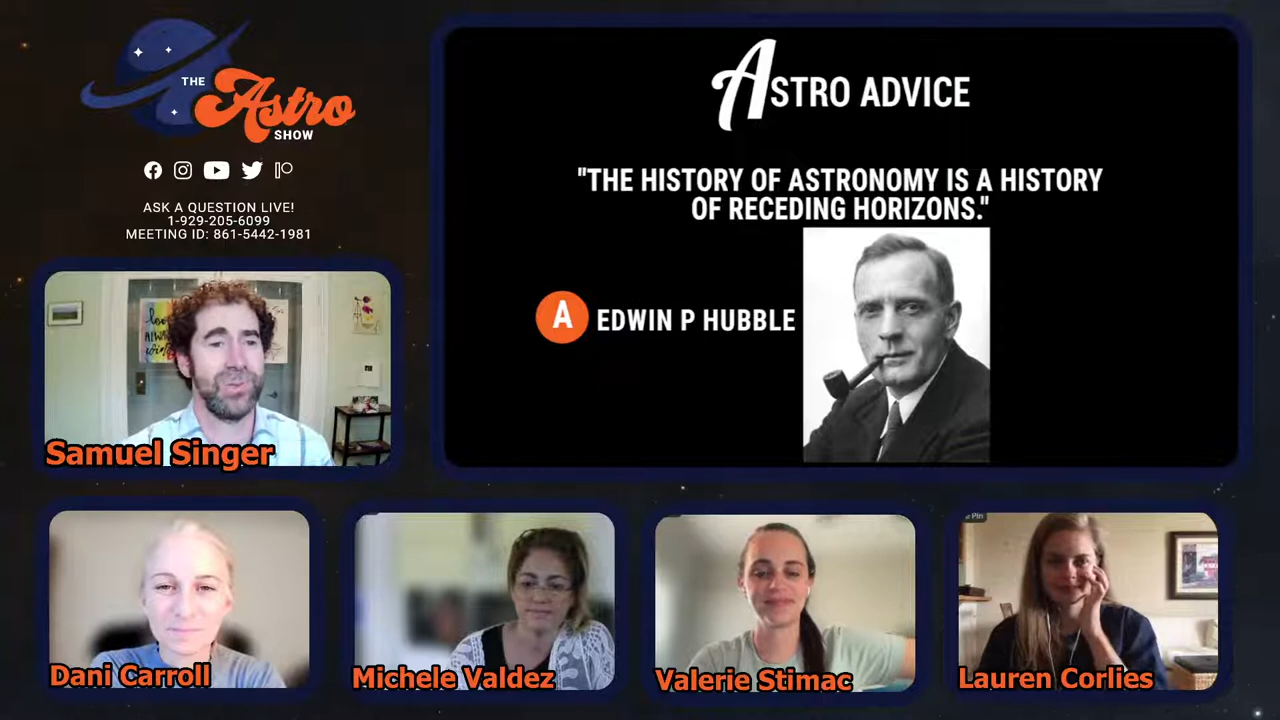 THE
Astro
SHOW
ASK A QUESTION LIVE!
1-929-205-6099
MEETING ID: 861-5442-1981
ASTRO ADVICE
"THE HISTORY OF ASTRONOMY IS A HISTORY
OF RECEDING HORIZONS."
A EDWIN P HUBBLE
Samuel Singer
Dani Carroll
Michele Valdez
Valerie Stimac
Pin
Lauren Corlies